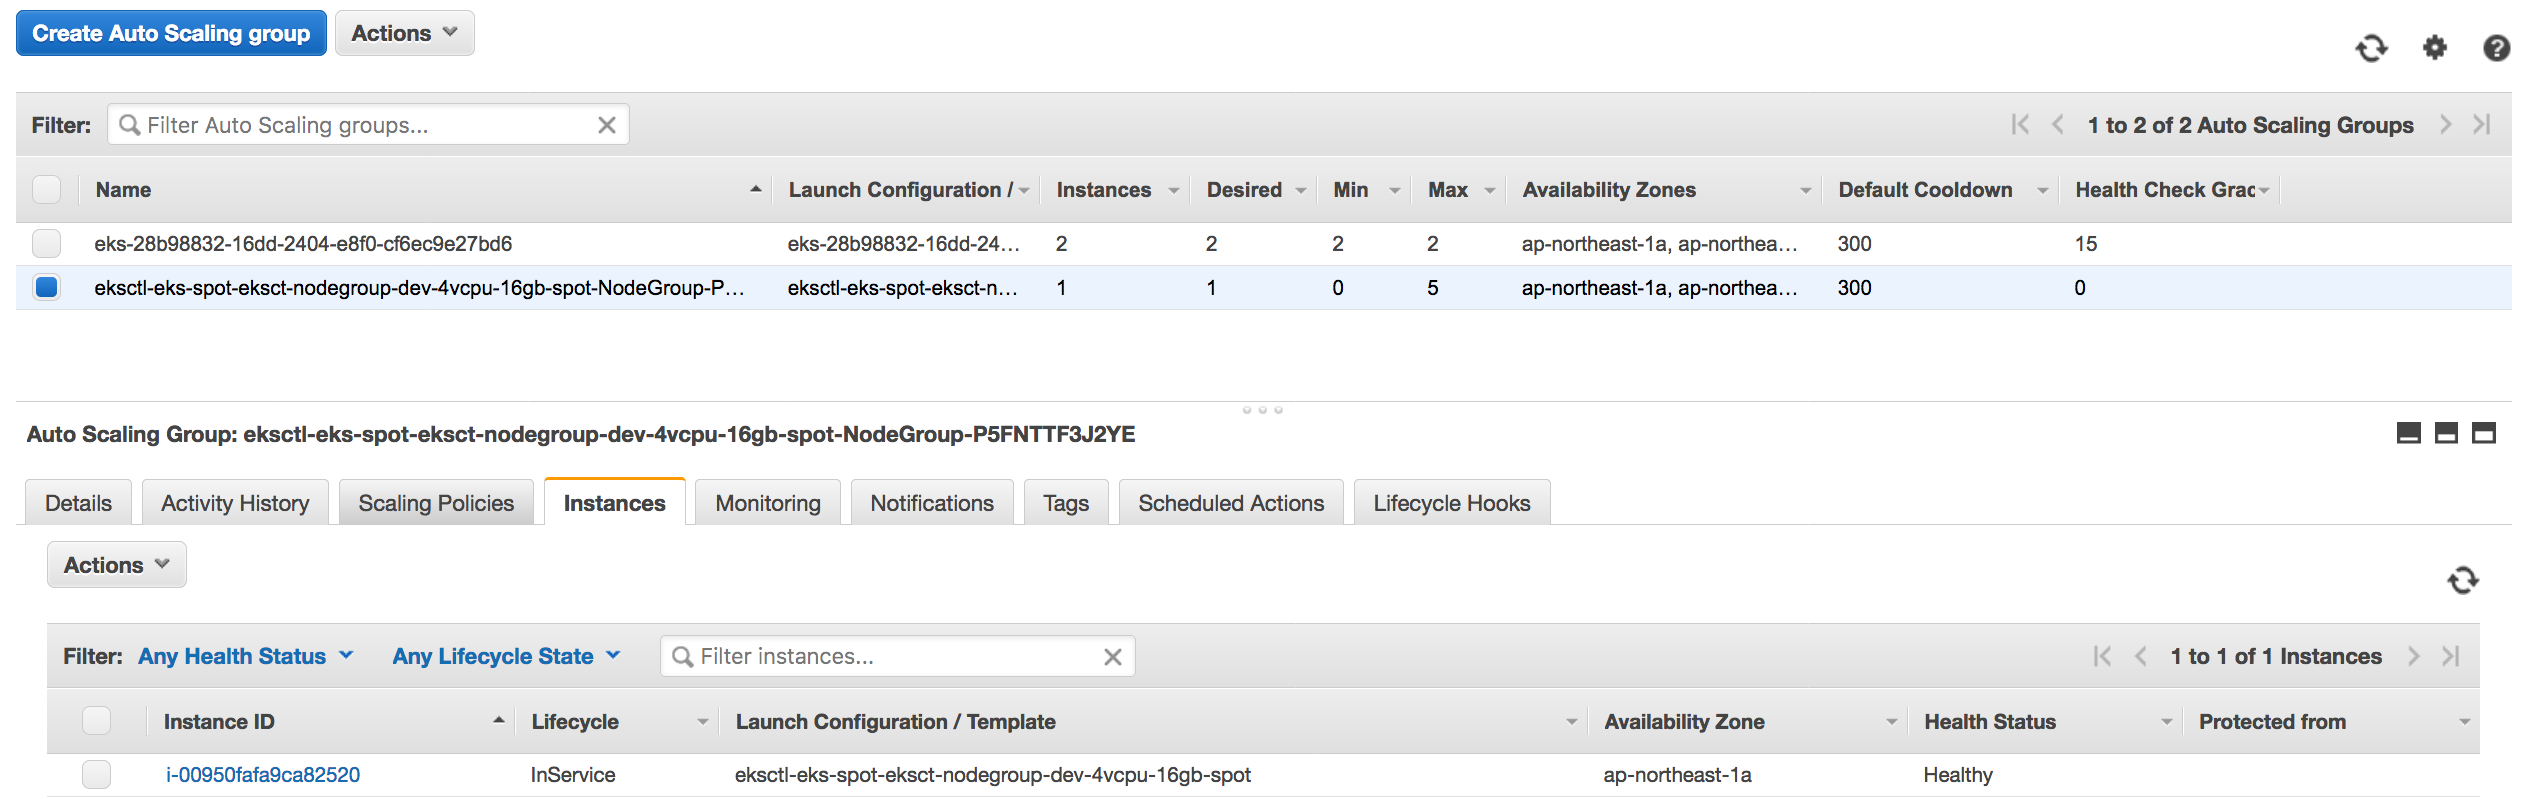 Create Auto Scaling group Actions
Filter: Filter Auto Scaling groups... 1 to 2 of 2 Auto Scaling Groups
Name Launch Configuration / Instances Desired Min Max Availability Zones Default Cooldown Health Check Grac
eks-28b98832-16dd-2404-e8f0-cf6ec9e27bd6 eks-28b98832-16dd-24... 2 2 2 2 ap-northeast-1a, ap-northea... 300 15
eksctl-eks-spot-eksct-nodegroup-dev-4vcpu-16gb-spot-NodeGroup-P... eksctl-eks-spot-eksct-n... 1 1 0 5 ap-northeast-1a, ap-northea... 300 0
Auto Scaling Group: eksctl-eks-spot-eksct-nodegroup-dev-4vcpu-16gb-spot-NodeGroup-P5FNTTF3J2YE
Details Activity History Scaling Policies Instances Monitoring Notifications Tags Scheduled Actions Lifecycle Hooks
Actions
Filter: Any Health Status Any Lifecycle State Filter instances... 1 to 1 of 1 Instances
Instance ID Lifecycle Launch Configuration / Template Availability Zone Health Status Protected from
i-00950fafa9ca82520 InService eksctl-eks-spot-eksct-nodegroup-dev-4vcpu-16gb-spot ap-northeast-1a Healthy